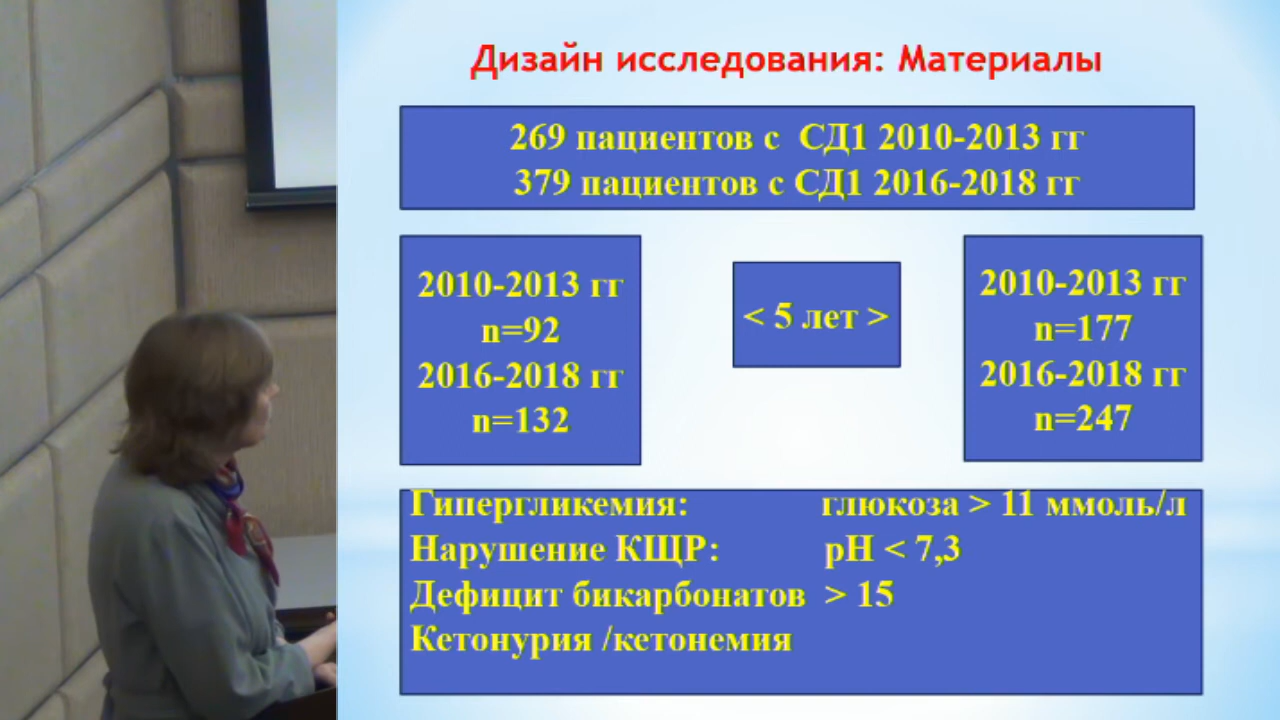 Дизайн исследования: Материалы
269 пациентов с СД1 2010-2013 гг
379 пациентов с СД1 2016-2018 гг
2010-2013 гг
n=92
2016-2018 гг
n=132
< 5 лет >
2010-2013 гг
n=177
2016-2018 гг
n=247
Гипергликемия: глюкоза > 11 ммоль/л
Нарушение КЩР: рН < 7,3
Дефицит бикарбонатов > 15
Кетонурия /кетонемия